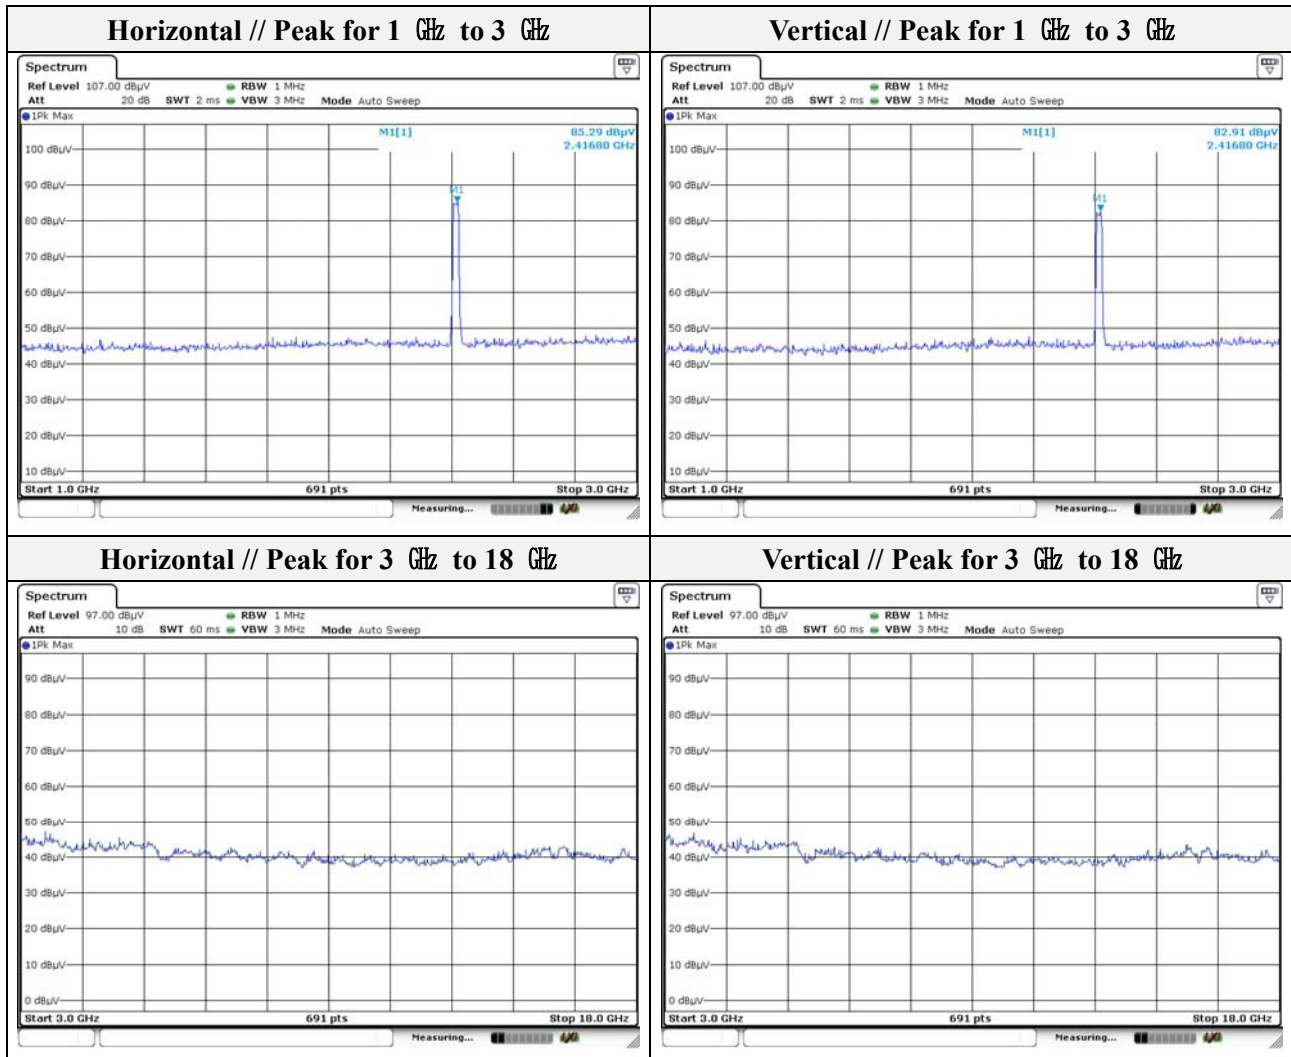 Horizontal // Peak for 1 ㎓ to 3 ㎓
Spectrum
Ref Level 107.00 dBµV RBW 1 MHz
Att 20 dB SWT 2 ms VBW 3 MHz Mode Auto Sweep
1Pk Max
M1[1] 85.29 dBµV
2.41680 GHz
100 dBµV
90 dBµV
M1
80 dBµV
70 dBµV
60 dBµV
50 dBµV
40 dBµV
30 dBµV
20 dBµV
10 dBµV
Start 1.0 GHz 691 pts Stop 3.0 GHz
Measuring...
Vertical // Peak for 1 ㎓ to 3 ㎓
Spectrum
Ref Level 107.00 dBµV RBW 1 MHz
Att 20 dB SWT 2 ms VBW 3 MHz Mode Auto Sweep
1Pk Max
M1[1] 82.91 dBµV
2.41680 GHz
100 dBµV
90 dBµV
M1
80 dBµV
70 dBµV
60 dBµV
50 dBµV
40 dBµV
30 dBµV
20 dBµV
10 dBµV
Start 1.0 GHz 691 pts Stop 3.0 GHz
Measuring...
Horizontal // Peak for 3 ㎓ to 18 ㎓
Spectrum
Ref Level 97.00 dBµV RBW 1 MHz
Att 10 dB SWT 60 ms VBW 3 MHz Mode Auto Sweep
1Pk Max
90 dBµV
80 dBµV
70 dBµV
60 dBµV
50 dBµV
40 dBµV
30 dBµV
20 dBµV
10 dBµV
0 dBµV
Start 3.0 GHz 691 pts Stop 18.0 GHz
Measuring...
Vertical // Peak for 3 ㎓ to 18 ㎓
Spectrum
Ref Level 97.00 dBµV RBW 1 MHz
Att 10 dB SWT 60 ms VBW 3 MHz Mode Auto Sweep
1Pk Max
90 dBµV
80 dBµV
70 dBµV
60 dBµV
50 dBµV
40 dBµV
30 dBµV
20 dBµV
10 dBµV
0 dBµV
Start 3.0 GHz 691 pts Stop 18.0 GHz
Measuring...